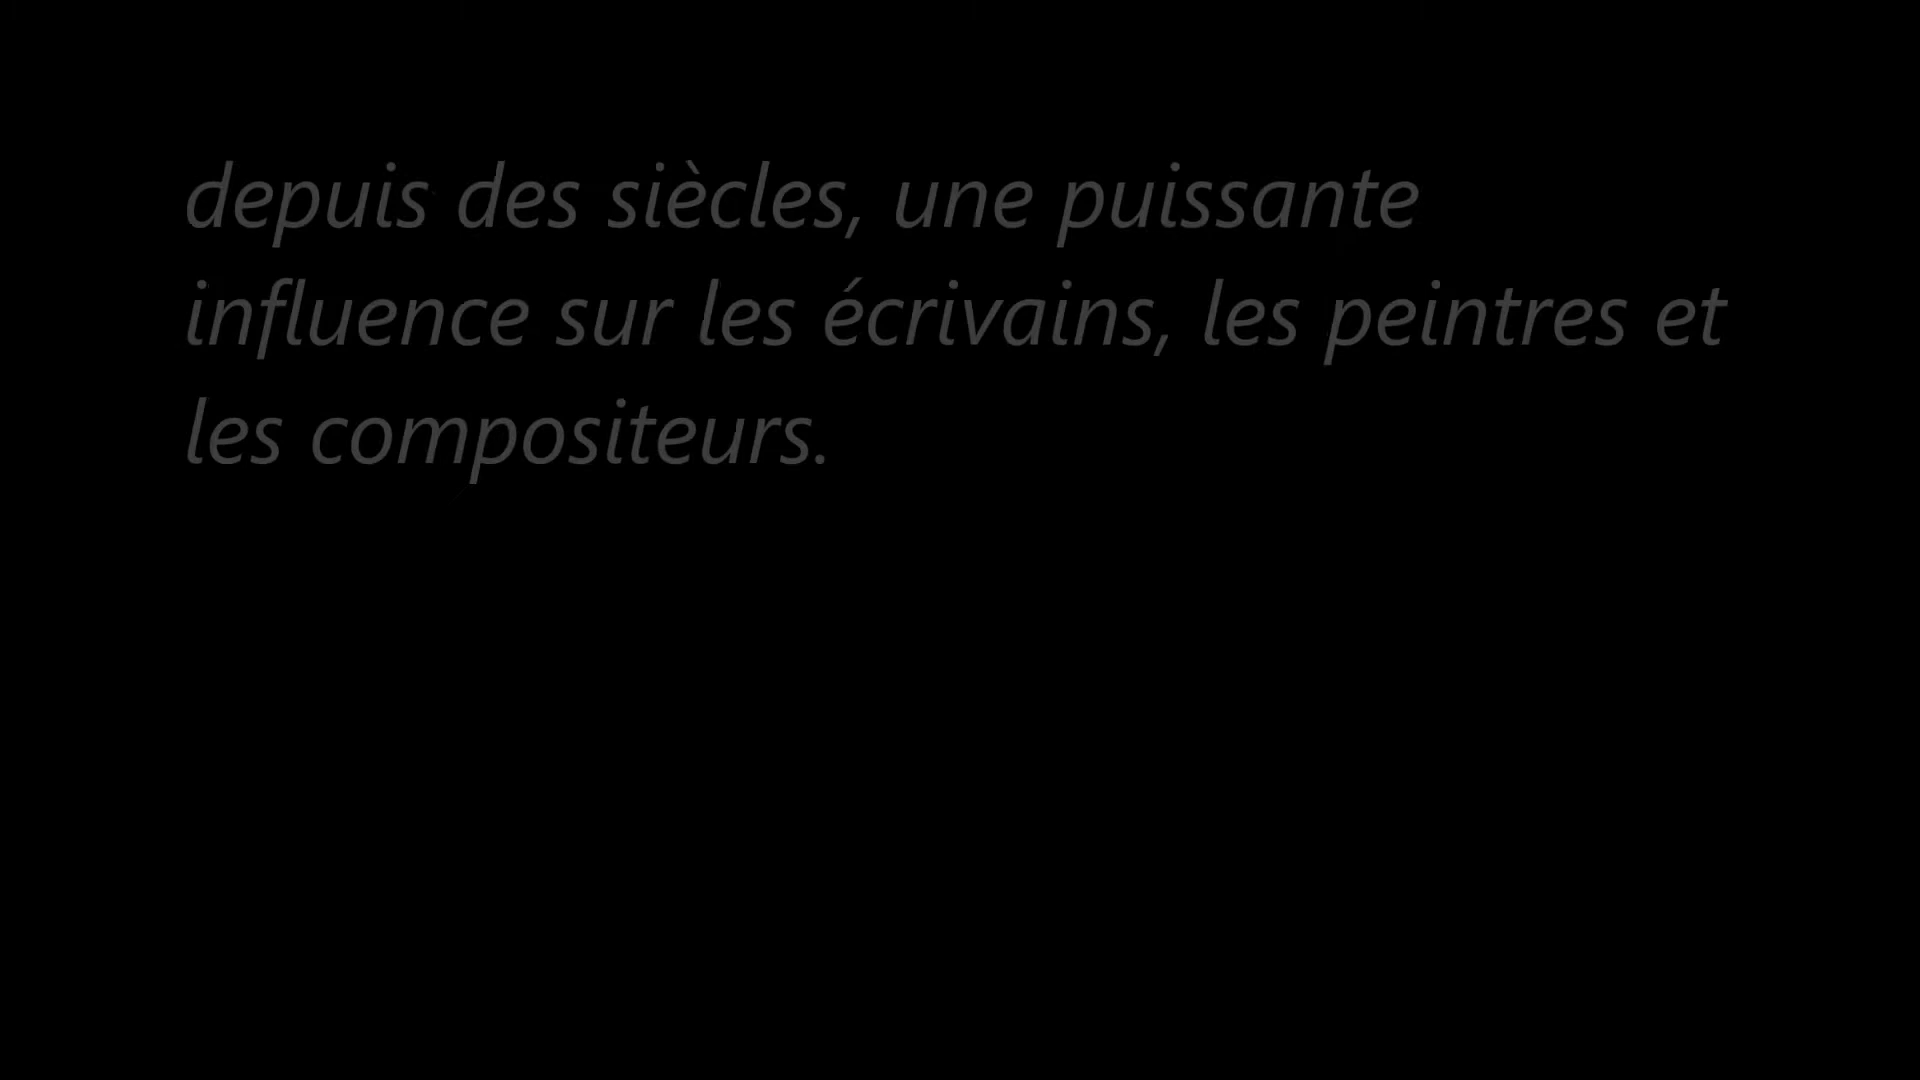 depuis des siècles, une puissante
influence sur les écrivains, les peintres et
les compositeurs.